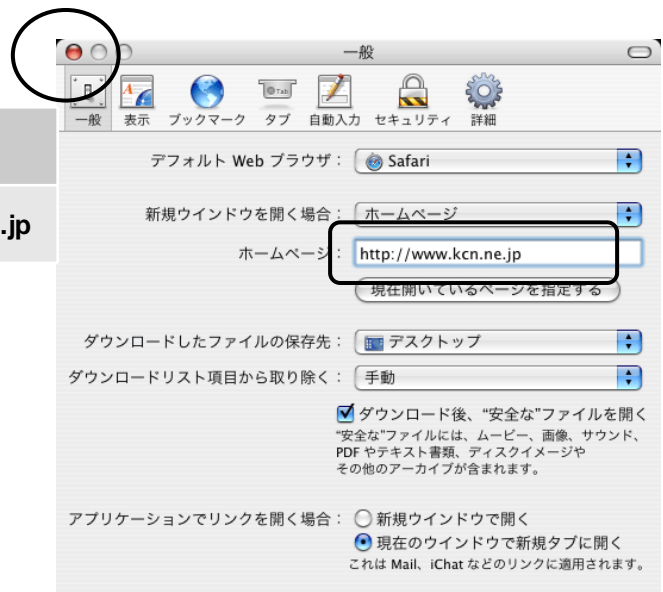 一般
Tab
一般 表示 ブックマーク タブ 自動入力 セキュリティ 詳細
デフォルト Web ブラウザ： Safari
.jp
新規ウインドウを開く場合： ホームページ
ホームページ： http://www.kcn.ne.jp
現在開いているページを指定する
ダウンロードしたファイルの保存先： デスクトップ
ダウンロードリスト項目から取り除く： 手動
ダウンロード後、“安全な”ファイルを開く
“安全な”ファイルには、ムービー、画像、サウンド、
PDF やテキスト書類、ディスクイメージや
その他のアーカイブが含まれます。
アプリケーションでリンクを開く場合： 新規ウインドウで開く
現在のウインドウで新規タブに開く
これは Mail、iChat などのリンクに適用されます。